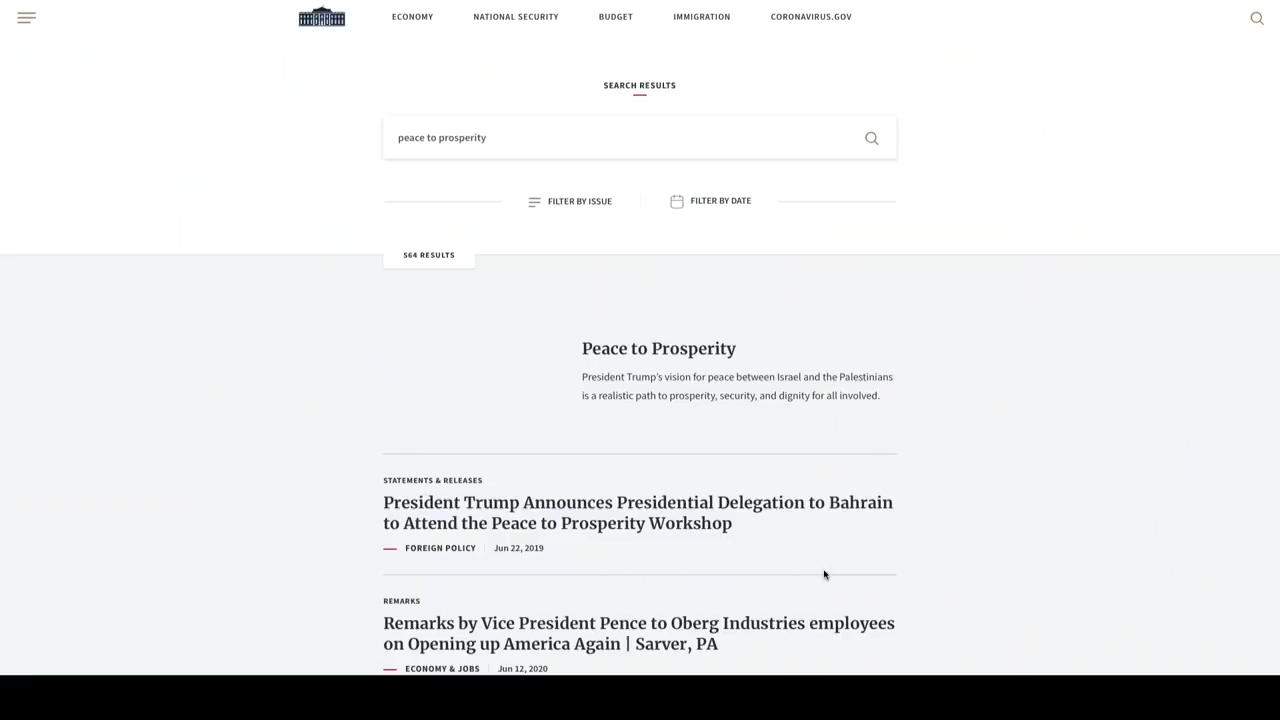 ECONOMY NATIONAL SECURITY BUDGET IMMIGRATION CORONAVIRUS.GOV
SEARCH RESULTS
peace to prosperity
FILTER BY ISSUE FILTER BY DATE
564 RESULTS
Peace to Prosperity
President Trump's vision for peace between Israel and the Palestinians
is a realistic path to prosperity, security, and dignity for all involved.
STATEMENTS & RELEASES
President Trump Announces Presidential Delegation to Bahrain
to Attend the Peace to Prosperity Workshop
FOREIGN POLICY Jun 22, 2019
REMARKS
Remarks by Vice President Pence to Oberg Industries employees
on Opening up America Again | Sarver, PA
ECONOMY & JOBS Jun 12, 2020